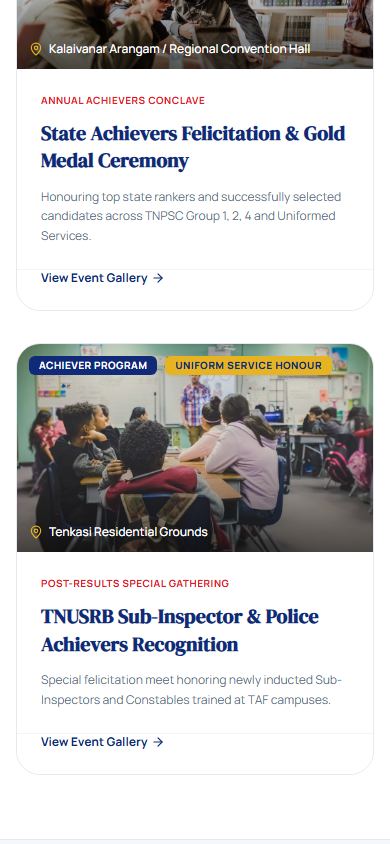 Kalaivanar Arangam / Regional Convention Hall
ANNUAL ACHIEVERS CONCLAVE
State Achievers Felicitation & Gold
Medal Ceremony
Honouring top state rankers and successfully selected
candidates across TNPSC Group 1, 2, 4 and Uniformed
Services.
View Event Gallery →
ACHIEVER PROGRAM
UNIFORM SERVICE HONOUR
Tenkasi Residential Grounds
POST-RESULTS SPECIAL GATHERING
TNUSRB Sub-Inspector & Police
Achievers Recognition
Special felicitation meet honoring newly inducted Sub-
Inspectors and Constables trained at TAF campuses.
View Event Gallery →